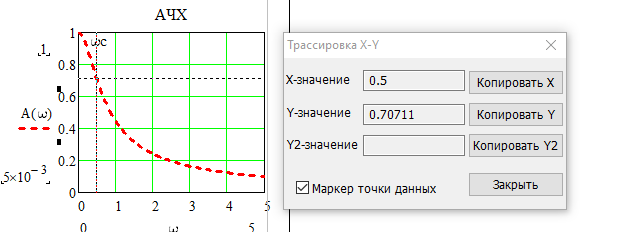 АЧХ
1
ωc
1
0.8
0.6
A(ω)
0.4
0.2
5×10⁻³
0
0 1 2 3 4 5
0 ω 5
Трассировка X-Y
X-значение 0.5 Копировать X
Y-значение 0.70711 Копировать Y
Y2-значение Копировать Y2
Маркер точки данных Закрыть